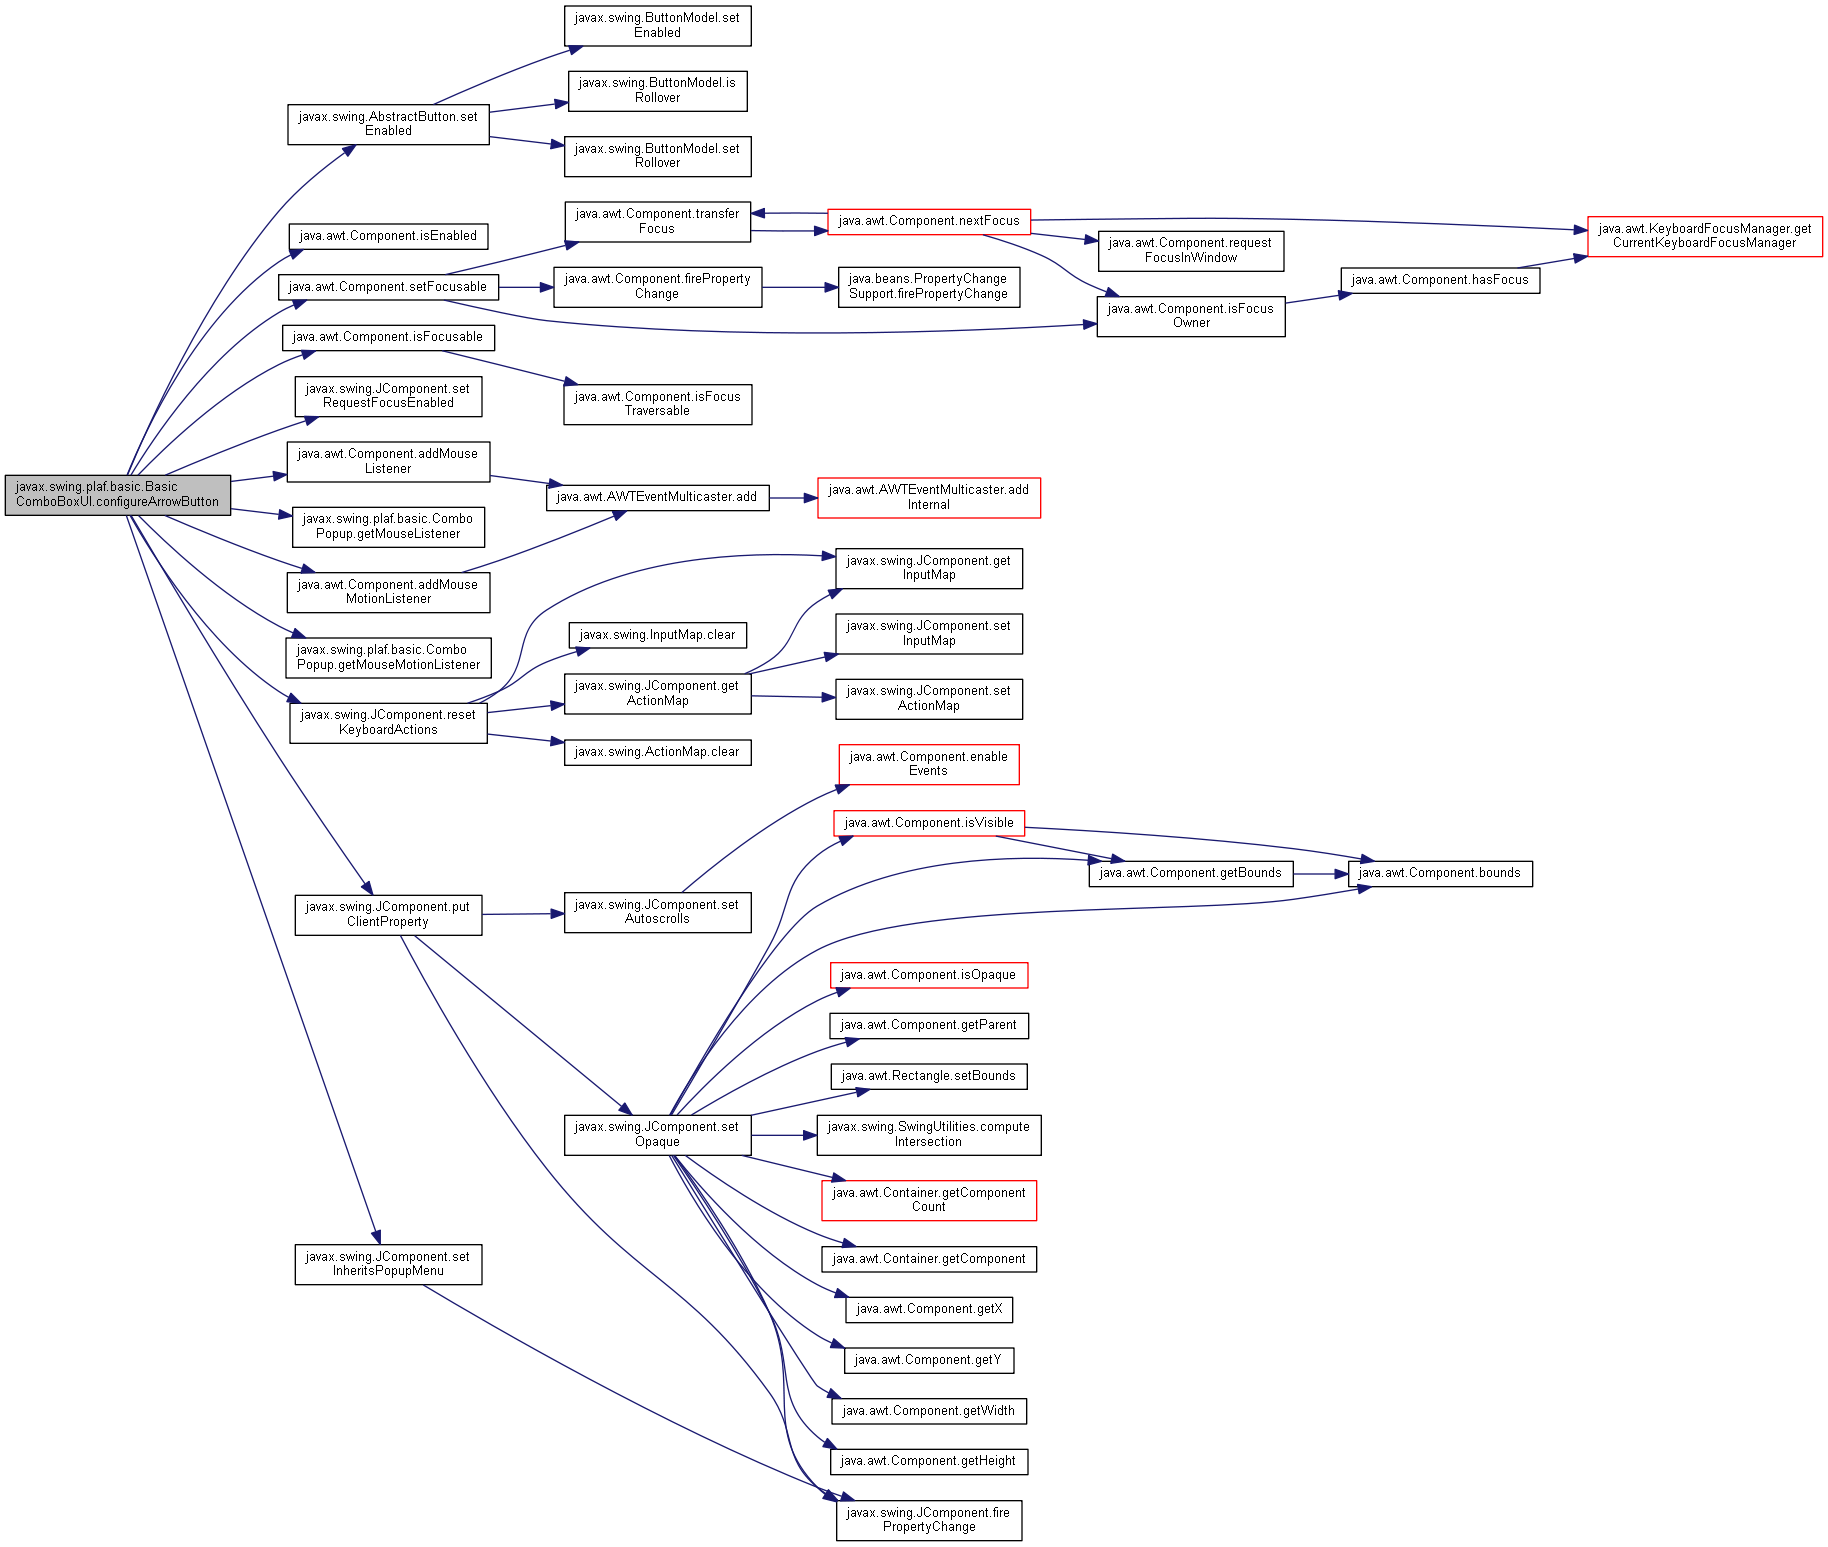 javax.swing.plaf.basic.Basic
ComboBoxUI.configureArrowButton
javax.swing.AbstractButton.set
Enabled
javax.swing.ButtonModel.set
Enabled
javax.swing.ButtonModel.is
Rollover
javax.swing.ButtonModel.set
Rollover
java.awt.Component.isEnabled
java.awt.Component.setFocusable
java.awt.Component.transfer
Focus
java.awt.Component.nextFocus
java.awt.Component.request
FocusInWindow
java.awt.KeyboardFocusManager.get
CurrentKeyboardFocusManager
java.awt.Component.hasFocus
java.awt.Component.isFocus
Owner
java.awt.Component.fireProperty
Change
java.beans.PropertyChange
Support.firePropertyChange
java.awt.Component.isFocusable
java.awt.Component.isFocus
Traversable
javax.swing.JComponent.set
RequestFocusEnabled
java.awt.Component.addMouse
Listener
java.awt.AWTEventMulticaster.add
java.awt.AWTEventMulticaster.add
Internal
javax.swing.plaf.basic.Combo
Popup.getMouseListener
java.awt.Component.addMouse
MotionListener
javax.swing.plaf.basic.Combo
Popup.getMouseMotionListener
javax.swing.JComponent.reset
KeyboardActions
javax.swing.JComponent.get
InputMap
javax.swing.InputMap.clear
javax.swing.JComponent.get
ActionMap
javax.swing.JComponent.set
InputMap
javax.swing.JComponent.set
ActionMap
javax.swing.ActionMap.clear
javax.swing.JComponent.put
ClientProperty
javax.swing.JComponent.set
Autoscrolls
java.awt.Component.enable
Events
javax.swing.JComponent.set
Opaque
java.awt.Component.isVisible
java.awt.Component.getBounds
java.awt.Component.bounds
java.awt.Component.isOpaque
java.awt.Component.getParent
java.awt.Rectangle.setBounds
javax.swing.SwingUtilities.compute
Intersection
java.awt.Container.getComponent
Count
java.awt.Container.getComponent
java.awt.Component.getX
java.awt.Component.getY
java.awt.Component.getWidth
java.awt.Component.getHeight
javax.swing.JComponent.set
InheritsPopupMenu
javax.swing.JComponent.fire
PropertyChange